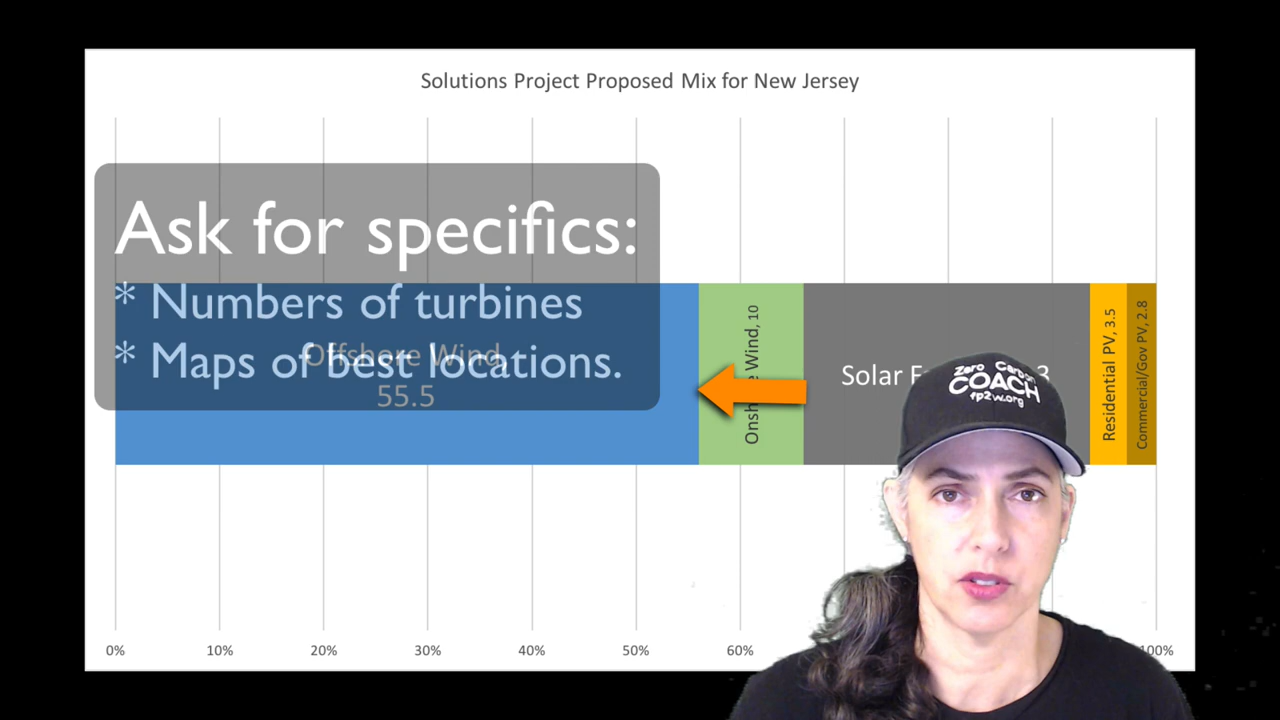 Solutions Project Proposed Mix for New Jersey
Ask for specifics:
* Numbers of turbines
* Maps of best locations.
Offshore Wind,
55.5
Wind, 10
Solar
Residential PV, 3.5
Commercial/Gov PV, 2.8
Zero Carbon
COACH
fp2w.org
0%
10%
20%
30%
40%
50%
60%
100%